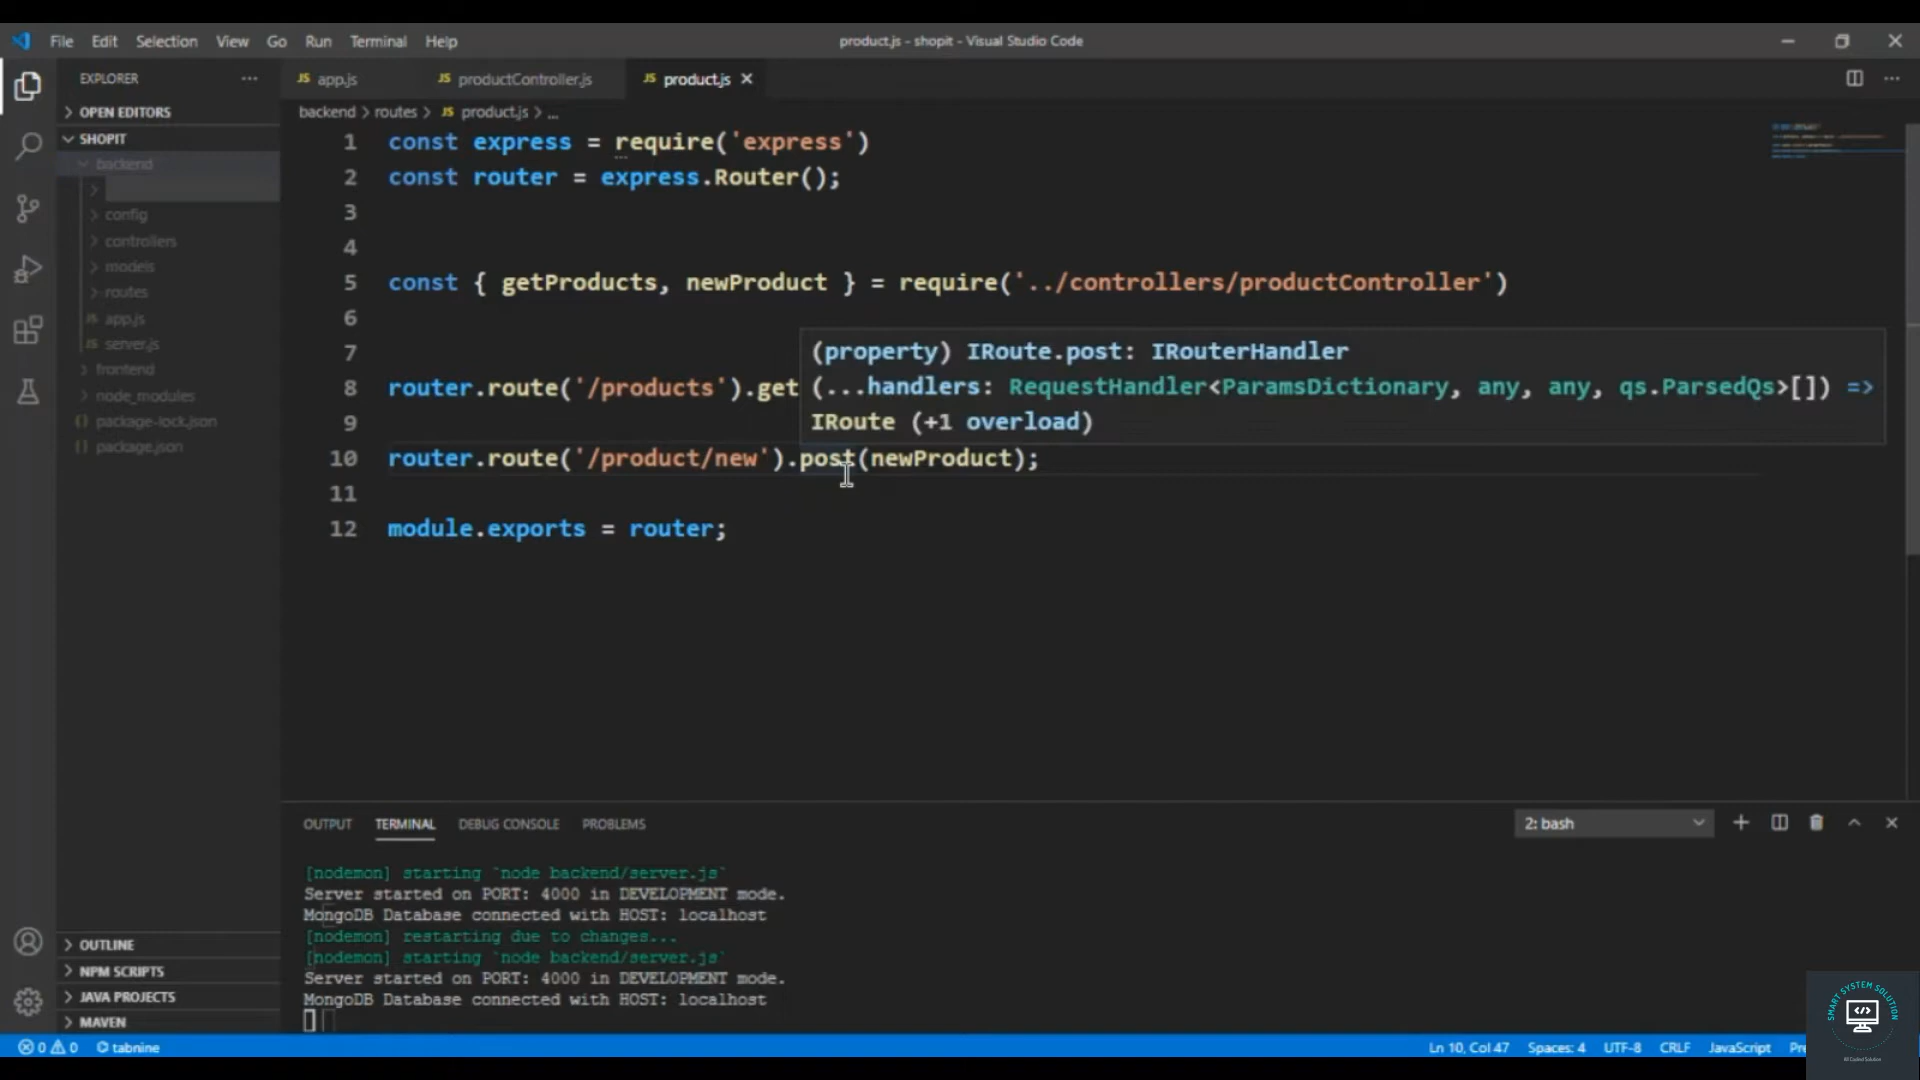 File Edit Selection View Go Run Terminal Help
product.js - shopit - Visual Studio Code
EXPLORER ...
JS app.js
JS productController.js
JS product.js
OPEN EDITORS
SHOPIT
backend
config
controllers
models
routes
JS app.js
JS server.js
frontend
node_modules
{} package-lock.json
{} package.json
OUTLINE
NPM SCRIPTS
JAVA PROJECTS
MAVEN
backend > routes > JS product.js > ...
1 const express = require('express')
2 const router = express.Router();
3
4
5 const { getProducts, newProduct } = require('../controllers/productController')
6
(property) IRoute.post: IRouterHandler
7
(...handlers: RequestHandler<ParamsDictionary, any, any, qs.ParsedQs>[]) =>
8 router.route('/products').get
IRoute (+1 overload)
9
10 router.route('/product/new').post(newProduct);
11
12 module.exports = router;
OUTPUT TERMINAL DEBUG CONSOLE PROBLEMS
2: bash
[nodemon] starting `node backend/server.js`
Server started on PORT: 4000 in DEVELOPMENT mode.
MongoDB Database connected with HOST: localhost
[nodemon] restarting due to changes...
[nodemon] starting `node backend/server.js`
Server started on PORT: 4000 in DEVELOPMENT mode.
MongoDB Database connected with HOST: localhost
0 0 tabnine
Ln 10, Col 47 Spaces: 4 UTF-8 CRLF JavaScript
SMART SYSTEM SOLUTION